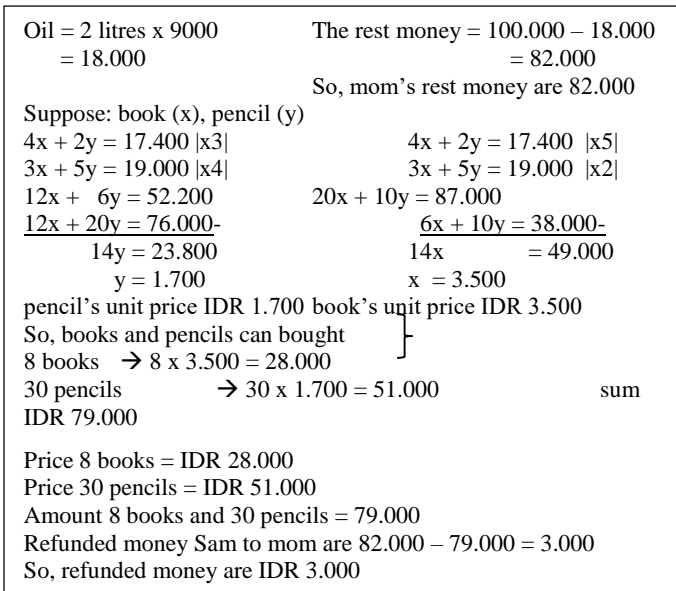 Oil = 2 litres x 9000 The rest money = 100.000 – 18.000
= 18.000 = 82.000
So, mom’s rest money are 82.000
Suppose: book (x), pencil (y)
4x + 2y = 17.400 |x3| 4x + 2y = 17.400 |x5|
3x + 5y = 19.000 |x4| 3x + 5y = 19.000 |x2|
12x + 6y = 52.200 20x + 10y = 87.000
12x + 20y = 76.000- 6x + 10y = 38.000-
14y = 23.800 14x = 49.000
y = 1.700 x = 3.500
pencil’s unit price IDR 1.700 book’s unit price IDR 3.500
So, books and pencils can bought
8 books → 8 x 3.500 = 28.000
30 pencils → 30 x 1.700 = 51.000 sum
IDR 79.000
Price 8 books = IDR 28.000
Price 30 pencils = IDR 51.000
Amount 8 books and 30 pencils = 79.000
Refunded money Sam to mom are 82.000 – 79.000 = 3.000
So, refunded money are IDR 3.000